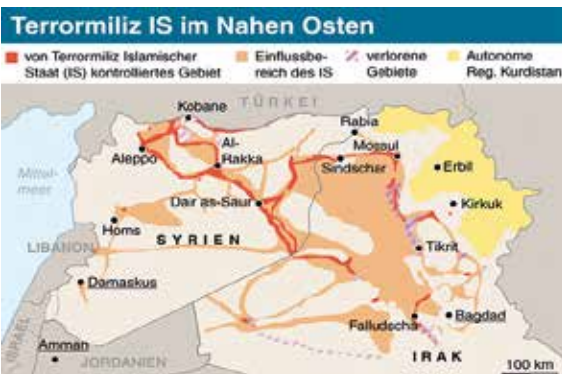 Terrormiliz IS im Nahen Osten
von Terrormiliz Islamischer
Staat (IS) kontrolliertes Gebiet
Einflussbe-
reich des IS
verlorene
Gebiete
Autonome
Reg. Kurdistan
TÜRKEI
Kobane
Rabia
Al-
Rakka
Mossul
Aleppo
Sindschar
Erbil
Mittel-
meer
Dair as-Saur
Kirkuk
Homs
SYRIEN
Tikrit
LIBANON
Damaskus
Falludscha
Bagdad
ISRAEL
Amman
JORDANIEN
IRAK
100 km